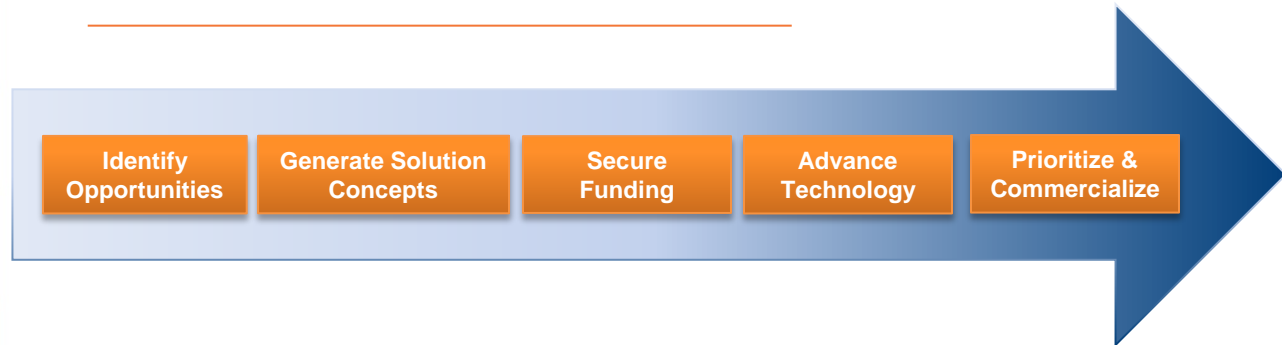 Identify
Opportunities
Generate Solution
Concepts
Secure
Funding
Advance
Technology
Prioritize &
Commercialize